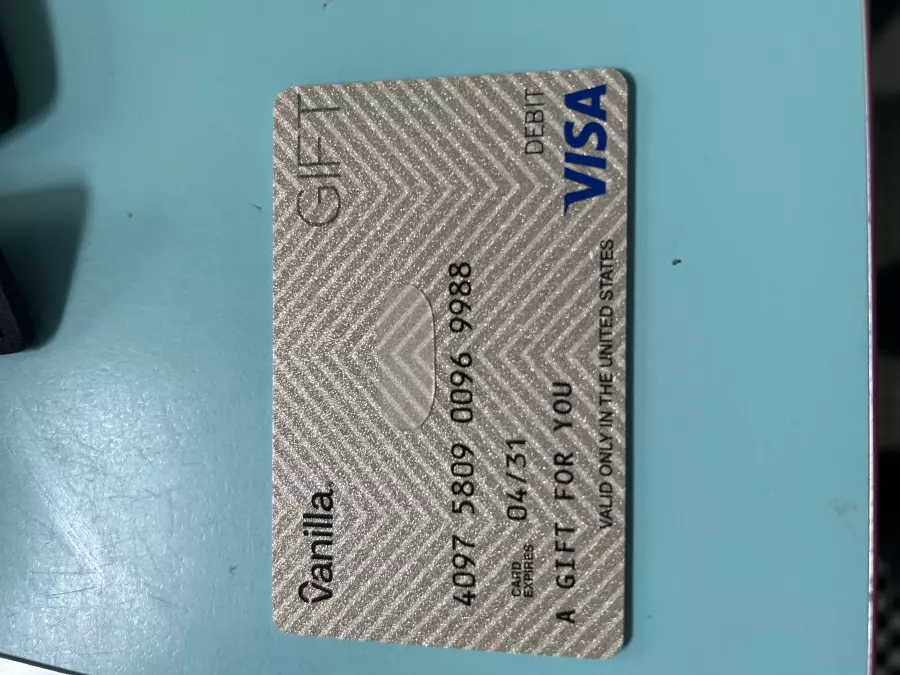 Vanilla. GIFT
4097 5809 0096 9988
CARD
EXPIRES 04/31
DEBIT
A GIFT FOR YOU
VISA
VALID ONLY IN THE UNITED STATES